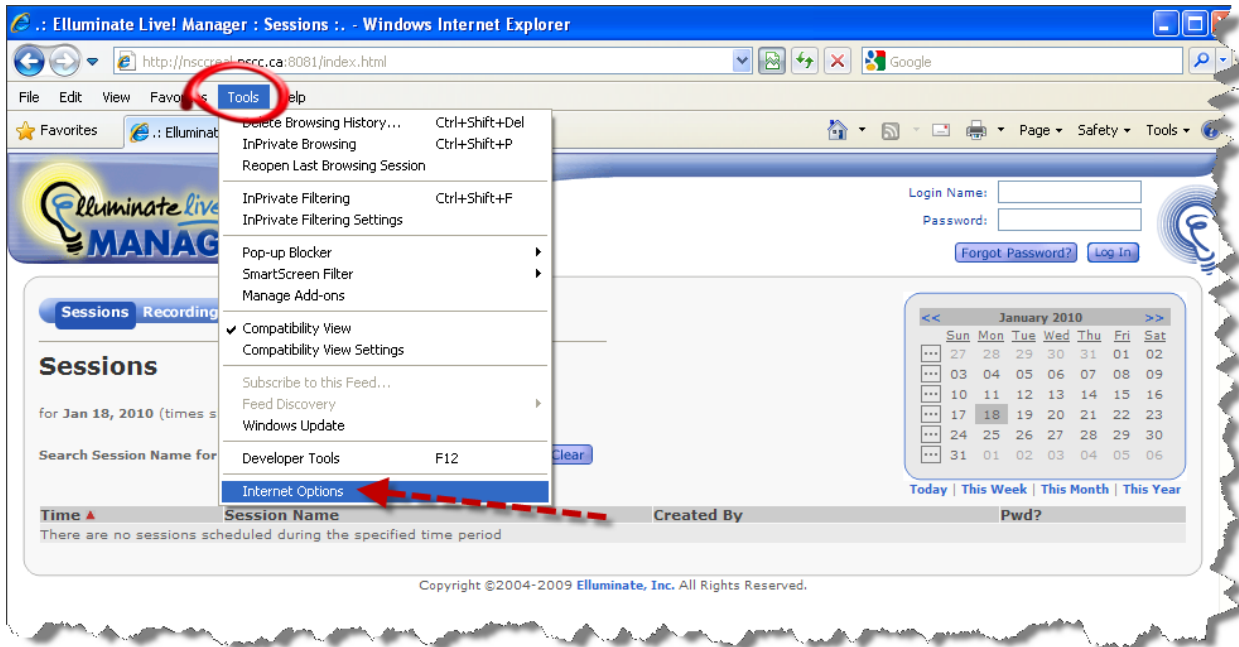 .: Elluminate Live! Manager : Sessions :. - Windows Internet Explorer
nscc.ca:8081/index.html
Google
File Edit View Tools
Favorites
.: Elluminat
Page Safety Tools
Delete Browsing History... Ctrl+Shift+Del
InPrivate Browsing Ctrl+Shift+P
Reopen Last Browsing Session
InPrivate Filtering Ctrl+Shift+F
InPrivate Filtering Settings
Pop-up Blocker
SmartScreen Filter
Manage Add-ons
Compatibility View
Compatibility View Settings
Subscribe to this Feed...
Feed Discovery
Windows Update
Developer Tools F12
Internet Options
Elluminate live
MANAG
Login Name:
Password:
Forgot Password? Log In
Sessions Recording
Sessions
for Jan 18, 2010 (times s
Search Session Name for
Clear
<< January 2010 >>
Sun Mon Tue Wed Thu Fri Sat
27 28 29 30 31 01 02
03 04 05 06 07 08 09
10 11 12 13 14 15 16
17 18 19 20 21 22 23
24 25 26 27 28 29 30
31 01 02 03 04 05 06
Today | This Week | This Month | This Year
Time Session Name Created By Pwd?
There are no sessions scheduled during the specified time period
Copyright ©2004-2009 Elluminate, Inc. All Rights Reserved.